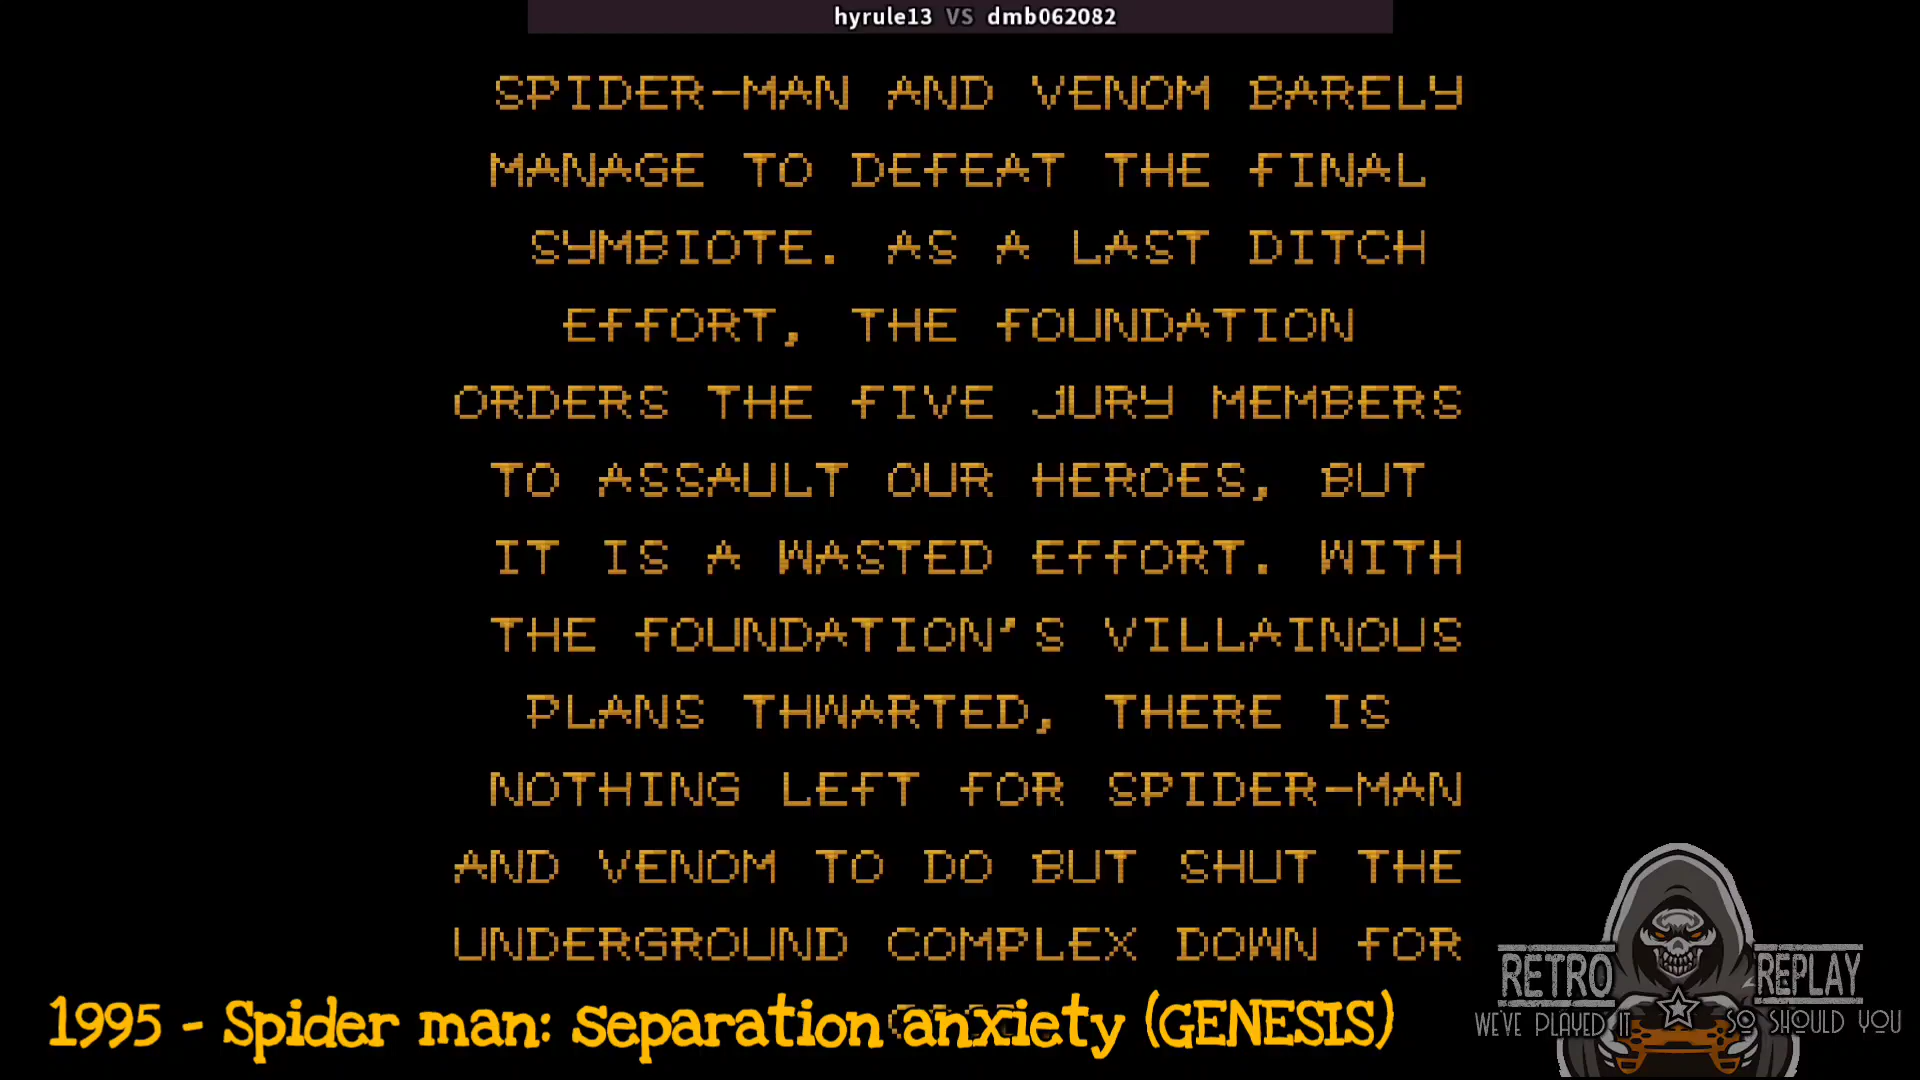 hyrule13 VS dmb062082
SPIDER-MAN AND VENOM BARELY
MANAGE TO DEFEAT THE FINAL
SYMBIOTE. AS A LAST DITCH
EFFORT, THE FOUNDATION
ORDERS THE FIVE JURY MEMBERS
TO ASSAULT OUR HEROES, BUT
IT IS A WASTED EFFORT. WITH
THE FOUNDATION'S VILLAINOUS
PLANS THWARTED, THERE IS
NOTHING LEFT FOR SPIDER-MAN
AND VENOM TO DO BUT SHUT THE
UNDERGROUND COMPLEX DOWN FOR
1995 - Spider man: separation anxiety (GENESIS)
RETRO REPLAY
WE'VE PLAYED IT SO SHOULD YOU